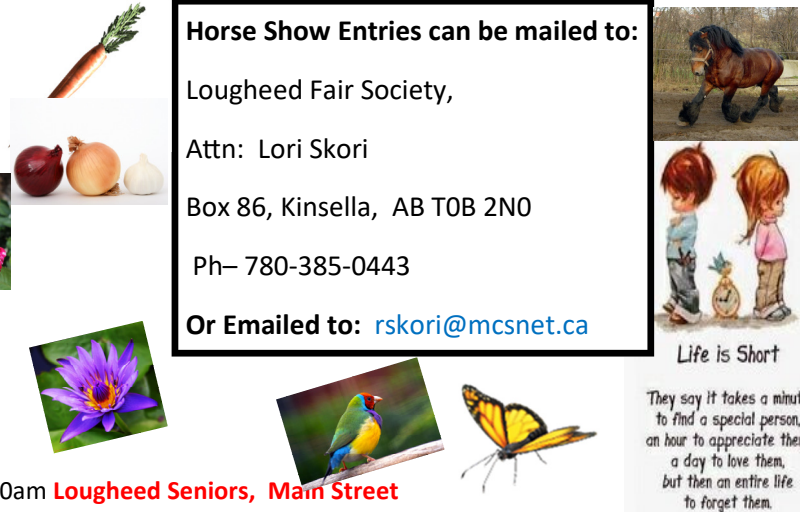 Horse Show Entries can be mailed to:
Lougheed Fair Society,
Attn: Lori Skori
Box 86, Kinsella, AB T0B 2N0
Ph– 780-385-0443
Or Emailed to: rskori@mcsnet.ca
Life is Short
They say it takes a minut
to find a special person,
an hour to appreciate the
a day to love them,
but then an entire life
to forget them.
0am Lougheed Seniors, Main Street